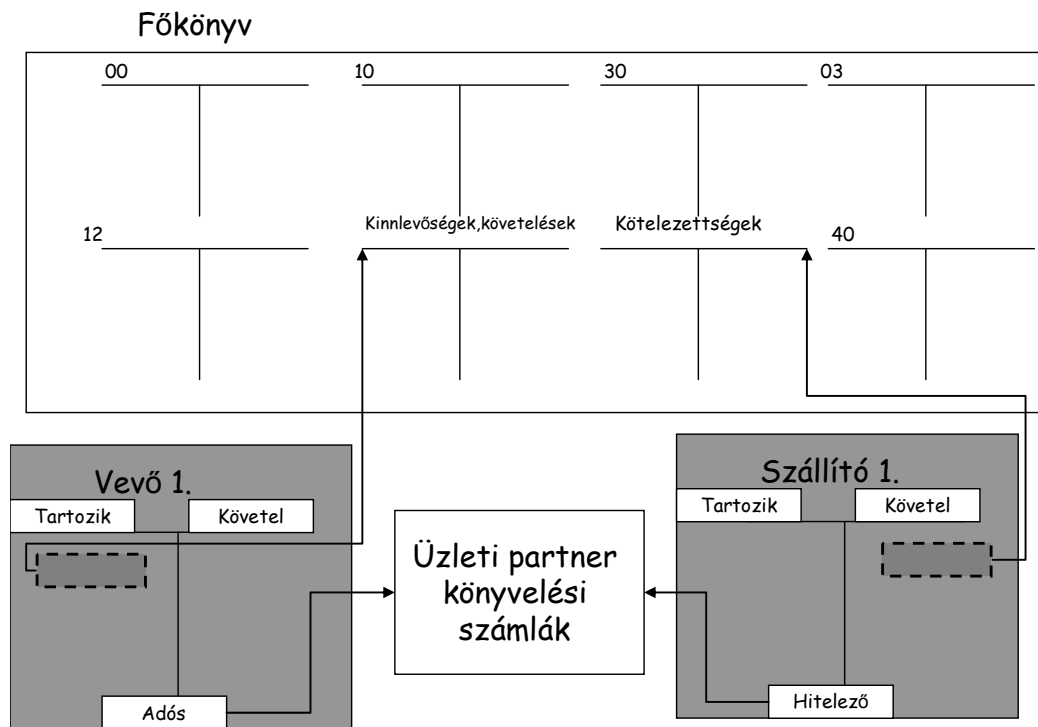 Főkönyv
00
10
30
03
12
Kinnlevőségek,követelések
Kötelezettségek
40
Vevő 1.
Tartozik
Követel
Adós
Üzleti partner
könyvelési
számlák
Szállító 1.
Tartozik
Követel
Hitelező